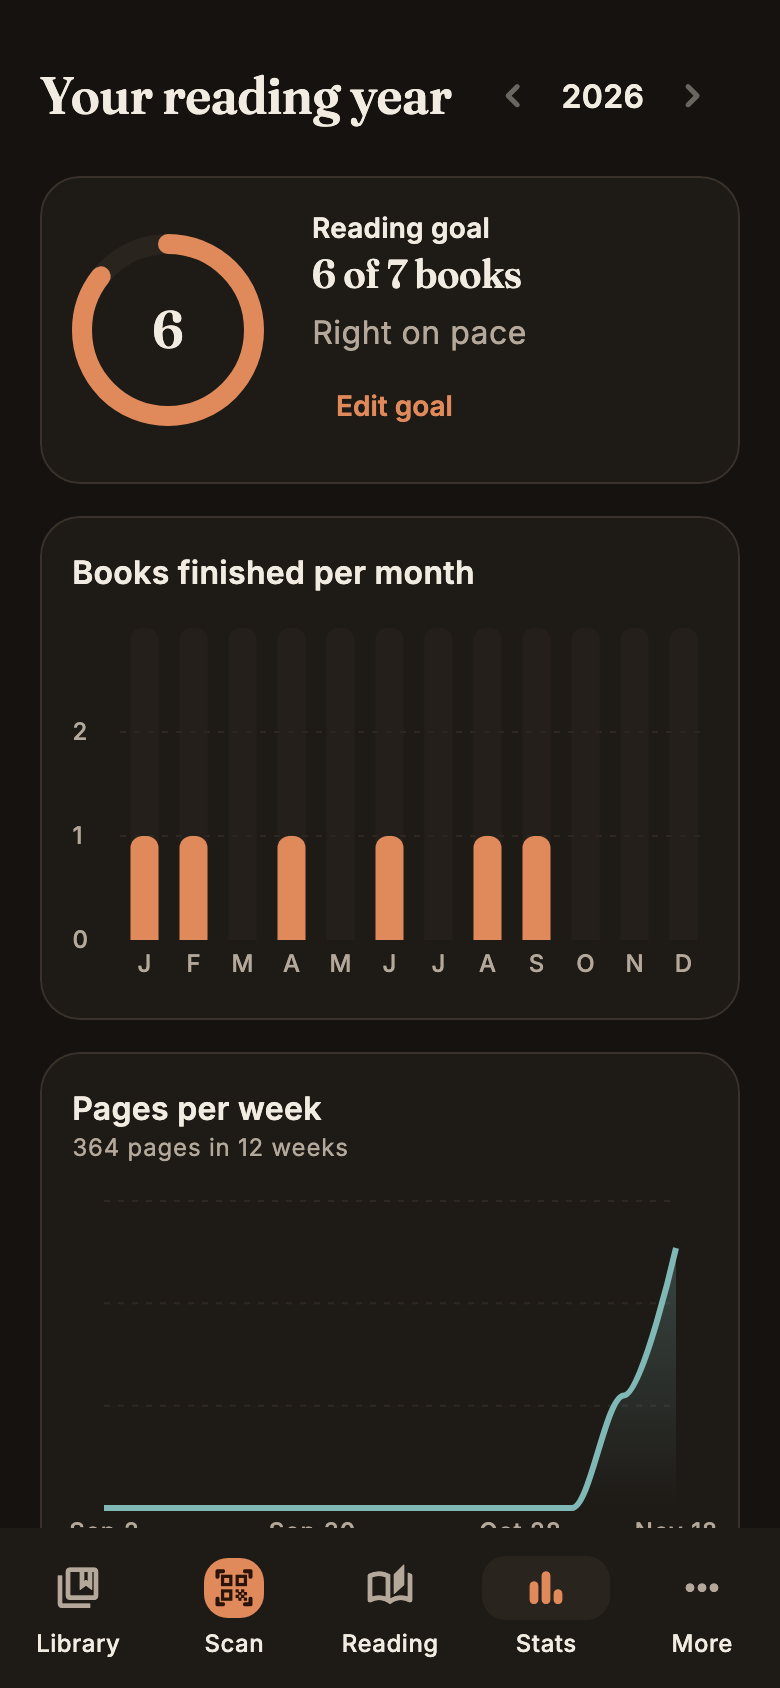 Your reading year
2026
6
Reading goal
6 of 7 books
Right on pace
Edit goal
Books finished per month
2
1
0
J F M A M J J A S O N D
Pages per week
364 pages in 12 weeks
Library Scan Reading Stats More